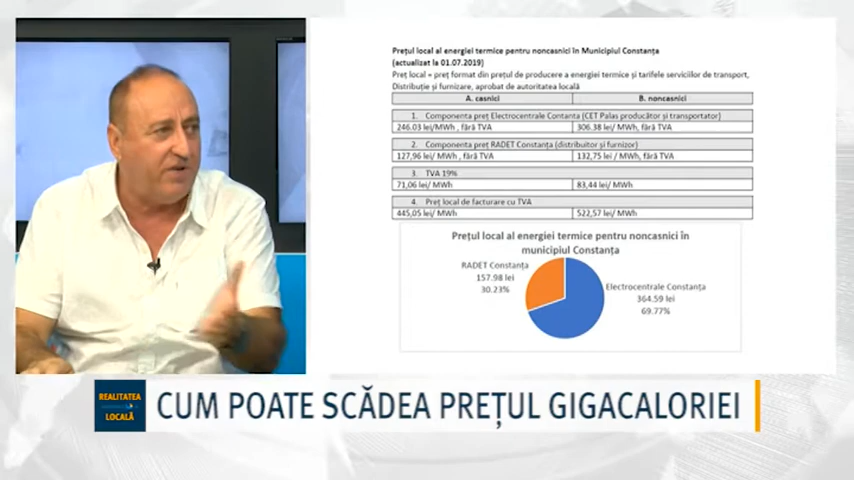 Prețul local al energiei termice pentru noncasnici în Municipiul Constanța
(actualizat la 01.07.2019)
Preț local = preț format din prețul de producere a energiei termice și tarifele serviciilor de transport,
Distribuție și furnizare, aprobat de autoritatea locală
A. casnici B. noncasnici
1. Componenta preț Electrocentrale Contanta (CET Palas producător și transportator)
246.03 lei/MWh , fără TVA 306.38 lei/ MWh, fără TVA
2. Componenta preț RADET Constanța (distribuitor și furnizor)
127,96 lei/MWh , fără TVA 132,75 lei / MWh, fără TVA
3. TVA 19%
71,06 lei/ MWh 83,44 lei/ MWh
4. Preț local de facturare cu TVA
445,05 lei/ MWh 522,57 lei/ MWh
Prețul local al energiei termice pentru noncasnici în
municipiul Constanța
RADET Constanța
157.98 lei
30.23%
Electrocentrale Constanța
364.59 lei
69.77%
REALITATEA
LOCALĂ
CUM POATE SCĂDEA PREȚUL GIGACALORIEI